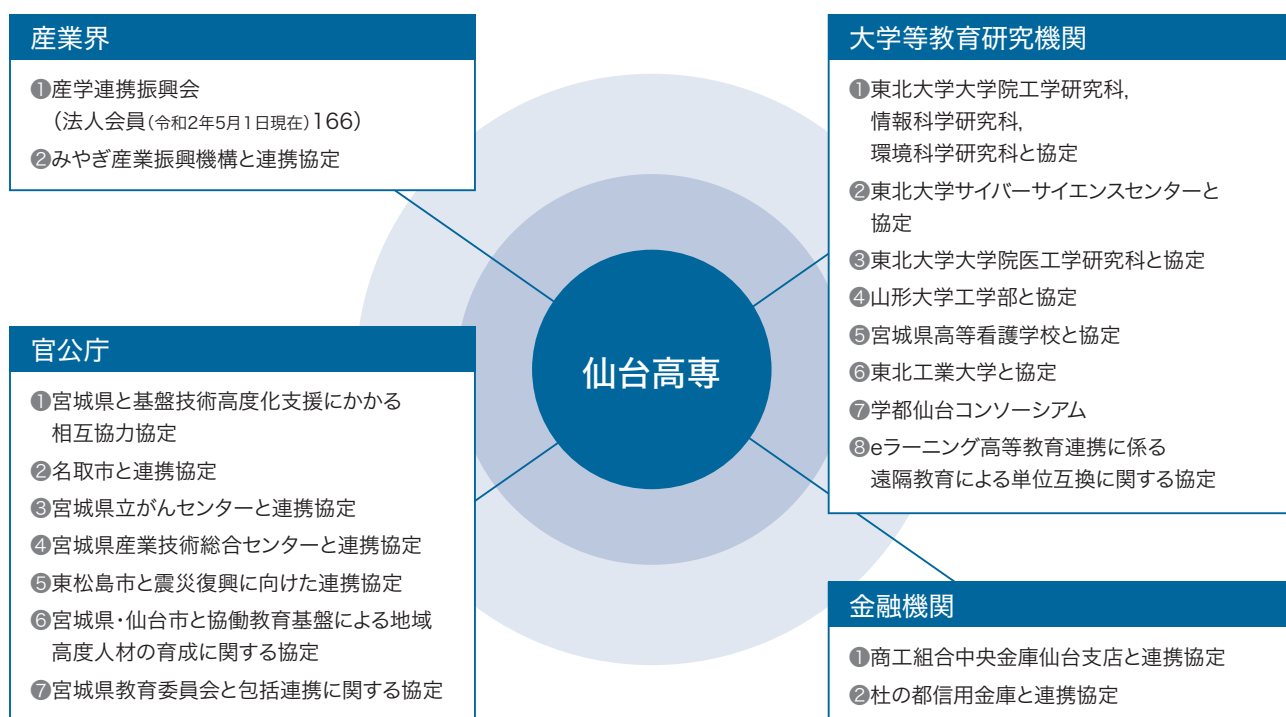 産業界
❶産学連携振興会
（法人会員(令和2年5月1日現在)166）
❷みやぎ産業振興機構と連携協定
官公庁
❶宮城県と基盤技術高度化支援にかかる
相互協力協定
❷名取市と連携協定
❸宮城県立がんセンターと連携協定
❹宮城県産業技術総合センターと連携協定
❺東松島市と震災復興に向けた連携協定
❻宮城県・仙台市と協働教育基盤による地域
高度人材の育成に関する協定
❼宮城県教育委員会と包括連携に関する協定
仙台高専
大学等教育研究機関
❶東北大学大学院工学研究科,
情報科学研究科,
環境科学研究科と協定
❷東北大学サイバーサイエンスセンターと
協定
❸東北大学大学院医工学研究科と協定
❹山形大学工学部と協定
❺宮城県高等看護学校と協定
❻東北工業大学と協定
❼学都仙台コンソーシアム
❽eラーニング高等教育連携に係る
遠隔教育による単位互換に関する協定
金融機関
❶商工組合中央金庫仙台支店と連携協定
❷杜の都信用金庫と連携協定